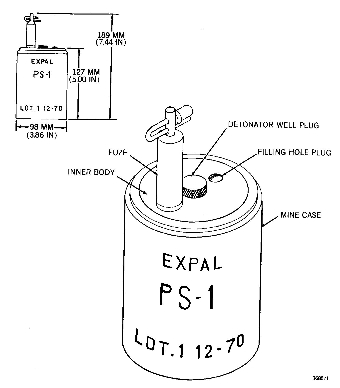 189 MM
(7.44 IN)
EXPAL
PS-1
127 MM
(5.00 IN)
LOT.1 12-70
98 MM
(3.86 IN)
DETONATOR WELL PLUG
FUZE
FILLING HOLE PLUG
INNER BODY
MINE CASE
EXPAL
PS-1
LOT.1 12-70